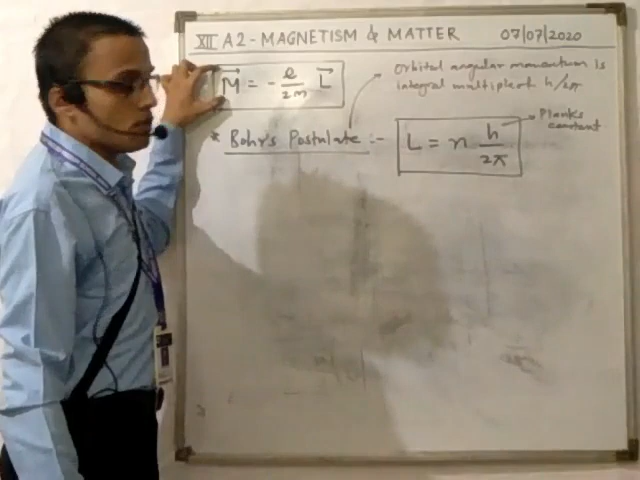 XII A2 - MAGNETISM & MATTER 07/07/2020
M = - e/2m L
Orbital angular momentum is
integral multiple of h/2π
* Bohr's Postulate :-
L = n h/2π
Planks
constant